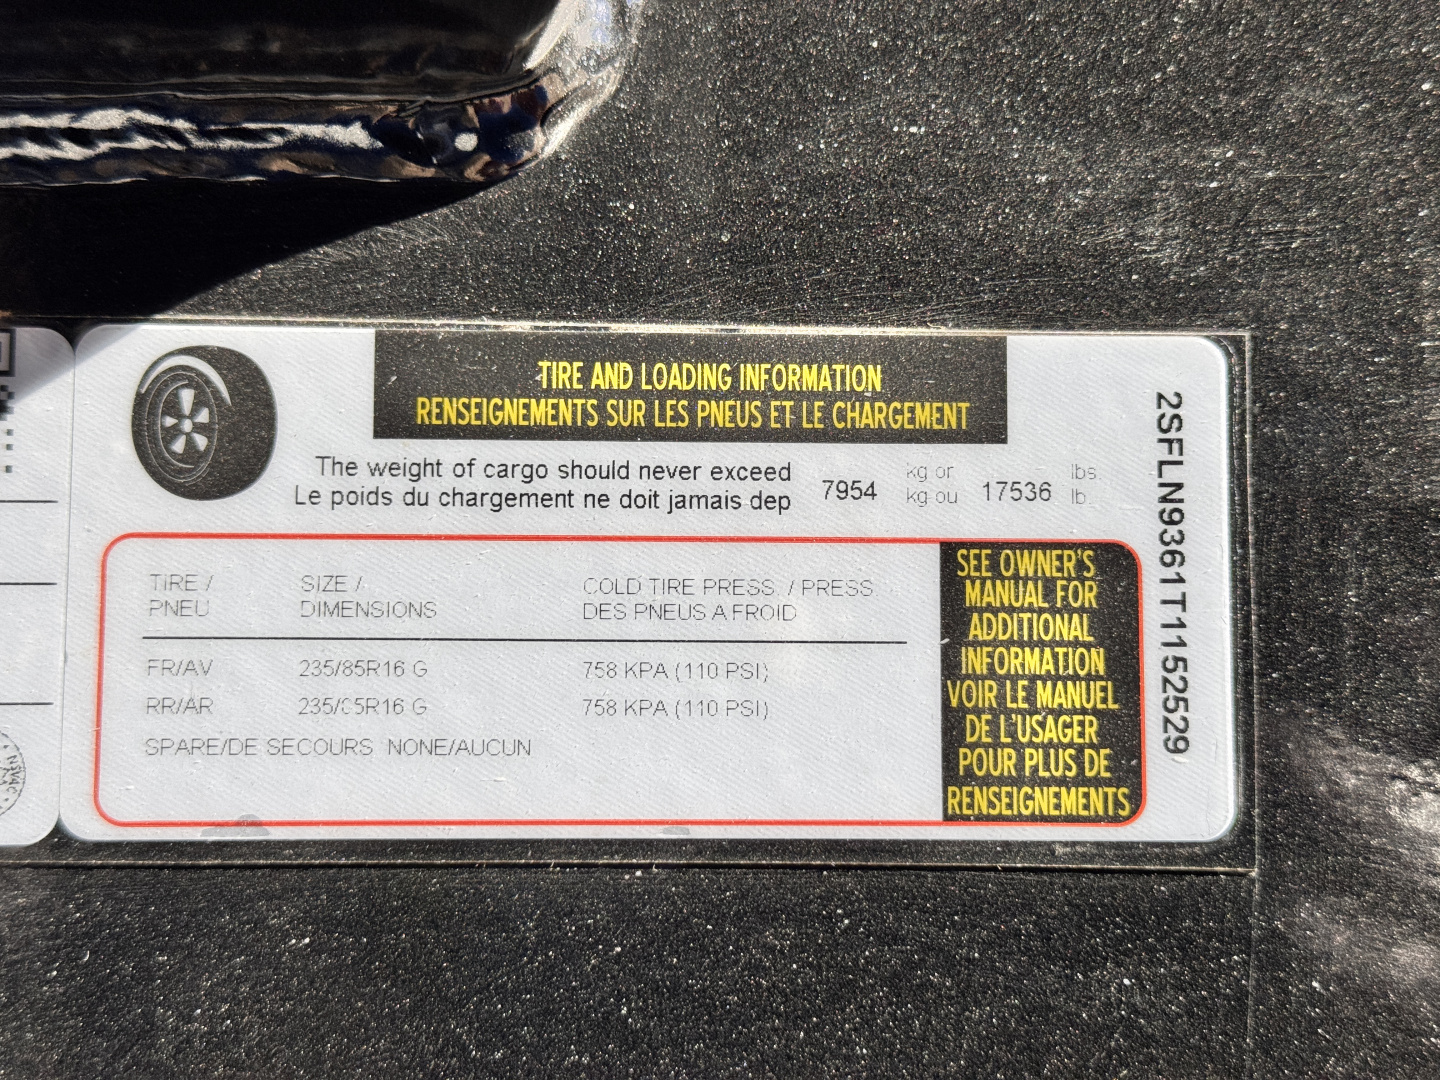 TIRE AND LOADING INFORMATION
RENSEIGNEMENTS SUR LES PNEUS ET LE CHARGEMENT
The weight of cargo should never exceed 7954 kg or 17536 lbs
Le poids du chargement ne doit jamais dep kg ou lb.
TIRE / SIZE / COLD TIRE PRESS. / PRESS
PNEU DIMENSIONS DES PNEUS A FROID
FR/AV 235/85R16 G 758 KPA (110 PSI)
RR/AR R16 G 758 KPA (110 PSI)
SPARE/DE SECOURS NONE/AUCUN
SEE OWNER'S
MANUAL FOR
ADDITIONAL
INFORMATION
VOIR LE MANUEL
DE L'USAGER
POUR PLUS DE
RENSEIGNEMENTS
2SFLN9361T1152529